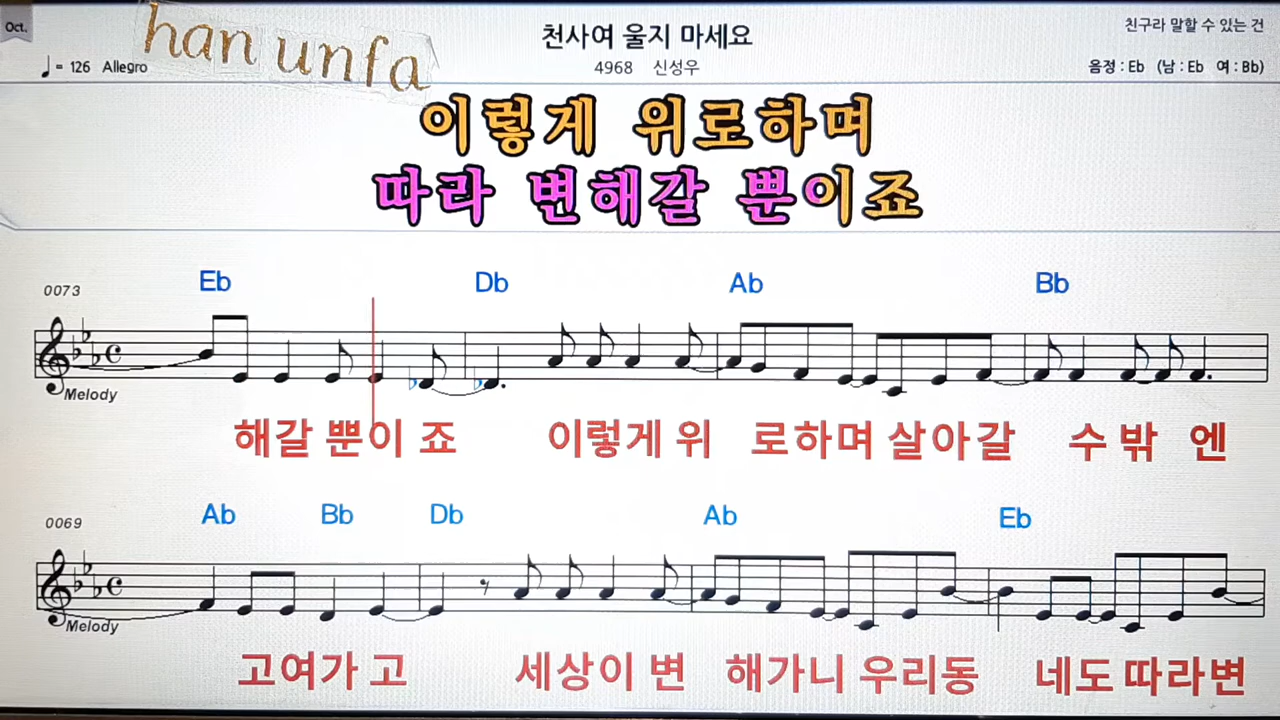 Oct.
han unfa
천사여 울지 마세요
친구라 말할 수 있는 건
♩= 126 Allegro
4968 신성우
음정 : Eb (남 : Eb 여 : Bb)
이렇게 위로하며
따라 변해갈 뿐이죠
Eb Db Ab Bb
0073
Melody
해갈 뿐이 죠 이렇게 위 로하며 살아갈 수 밖 엔
Ab Bb Db Ab Eb
0069
Melody
고여가 고 세상이 변 해가니 우리동 네도 따라변